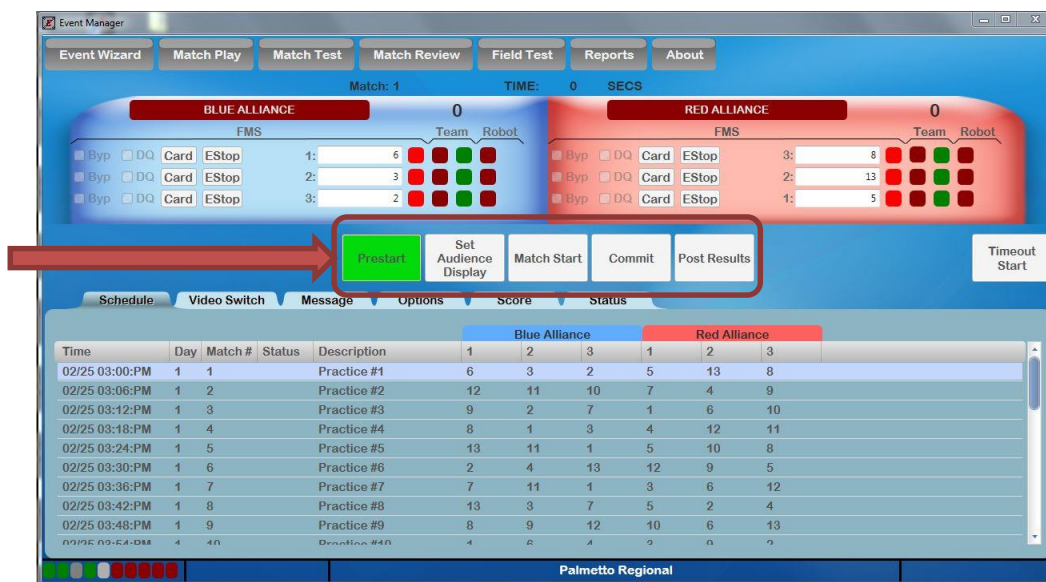 Event Manager
Event Wizard Match Play Match Test Match Review Field Test Reports About
Match: 1 TIME: 0 SECS
BLUE ALLIANCE 0 RED ALLIANCE 0
FMS Team Robot FMS Team Robot
Byp DQ Card EStop 1: 6 Byp DQ Card EStop 3: 8
Byp DQ Card EStop 2: 3 Byp DQ Card EStop 2: 13
Byp DQ Card EStop 3: 2 Byp DQ Card EStop 1: 5
Prestart Set Audience Display Match Start Commit Post Results Timeout Start
Schedule Video Switch Message Options Score Status
Blue Alliance Red Alliance
Time Day Match # Status Description 1 2 3 1 2 3
02/25 03:00:PM 1 1 Practice #1 6 3 2 5 13 8
02/25 03:06:PM 1 2 Practice #2 12 11 10 7 4 9
02/25 03:12:PM 1 3 Practice #3 9 2 7 1 6 10
02/25 03:18:PM 1 4 Practice #4 8 1 3 4 12 11
02/25 03:24:PM 1 5 Practice #5 13 11 1 5 10 8
02/25 03:30:PM 1 6 Practice #6 2 4 13 12 9 5
02/25 03:36:PM 1 7 Practice #7 7 11 1 3 6 12
02/25 03:42:PM 1 8 Practice #8 13 3 7 5 2 4
02/25 03:48:PM 1 9 Practice #9 8 9 12 10 6 13
02/25 03:54:PM 1 10 Practice #10
Palmetto Regional